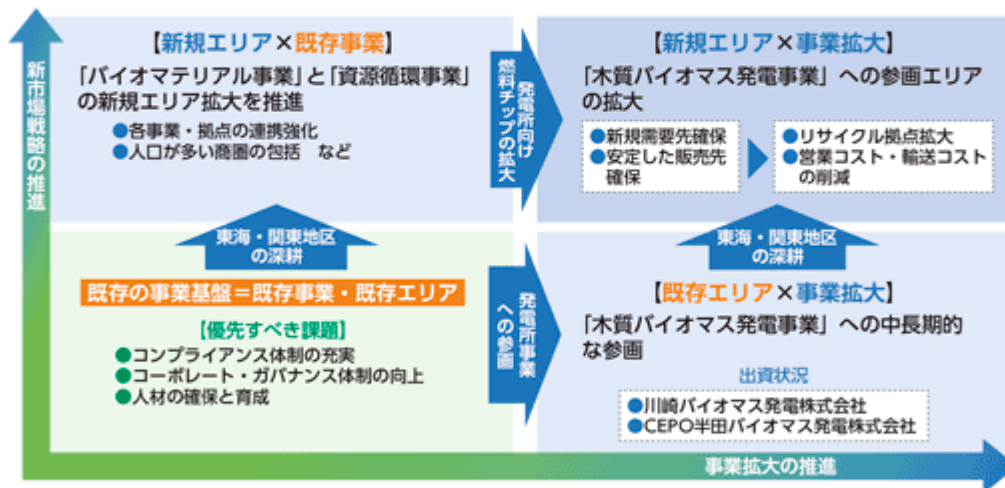 新市場戦略の推進
【新規エリア×既存事業】
「バイオマテリアル事業」と「資源循環事業」
の新規エリア拡大を推進
●各事業・拠点の連携強化
●人口が多い商圏の包括　など
発電所向け
燃料チップの拡大
【新規エリア×事業拡大】
「木質バイオマス発電事業」への参画エリア
の拡大
●新規需要先確保
●安定した販売先
確保
●リサイクル拠点拡大
●営業コスト・輸送コスト
の削減
東海・関東地区
の深耕
東海・関東地区
の深耕
既存の事業基盤＝既存事業・既存エリア
【優先すべき課題】
●コンプライアンス体制の充実
●コーポレート・ガバナンス体制の向上
●人材の確保と育成
発電所事業
への参画
【既存エリア×事業拡大】
「木質バイオマス発電事業」への中長期的
な参画
出資状況
●川崎バイオマス発電株式会社
●CEPO半田バイオマス発電株式会社
事業拡大の推進